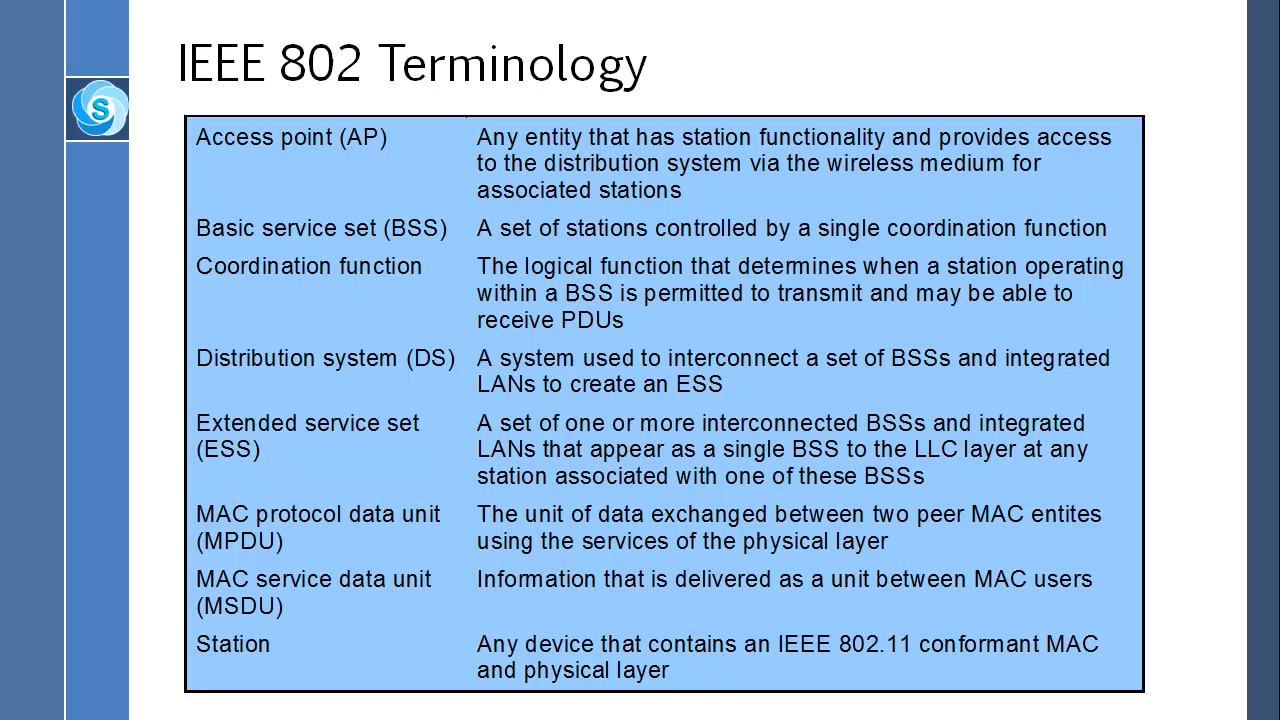 IEEE 802 Terminology
S
Access point (AP)
Any entity that has station functionality and provides access
to the distribution system via the wireless medium for
associated stations
Basic service set (BSS)
A set of stations controlled by a single coordination function
Coordination function
The logical function that determines when a station operating
within a BSS is permitted to transmit and may be able to
receive PDUs
Distribution system (DS)
A system used to interconnect a set of BSSs and integrated
LANs to create an ESS
Extended service set
(ESS)
A set of one or more interconnected BSSs and integrated
LANs that appear as a single BSS to the LLC layer at any
station associated with one of these BSSs
MAC protocol data unit
(MPDU)
The unit of data exchanged between two peer MAC entites
using the services of the physical layer
MAC service data unit
(MSDU)
Information that is delivered as a unit between MAC users
Station
Any device that contains an IEEE 802.11 conformant MAC
and physical layer